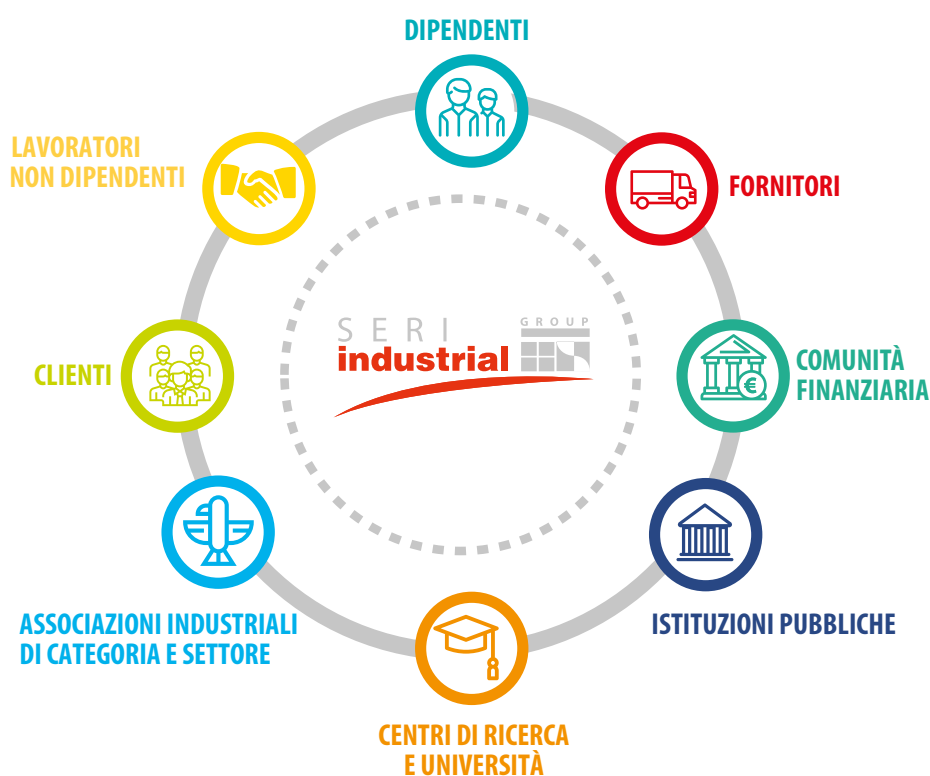 DIPENDENTI
LAVORATORI
NON DIPENDENTI
FORNITORI
SERI
GROUP
industrial
CLIENTI
COMUNITÀ
FINANZIARIA
ASSOCIAZIONI INDUSTRIALI
DI CATEGORIA E SETTORE
ISTITUZIONI PUBBLICHE
CENTRI DI RICERCA
E UNIVERSITÀ